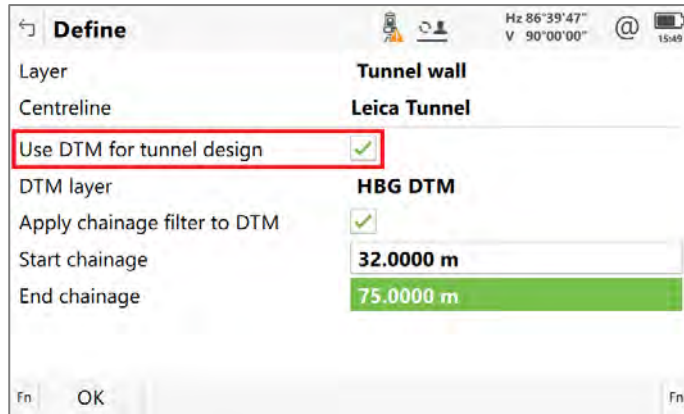 Define
Hz 86°39'47"
V 90°00'00"
@
15:49
Layer Tunnel wall
Centreline Leica Tunnel
Use DTM for tunnel design
DTM layer HBG DTM
Apply chainage filter to DTM
Start chainage 32.0000 m
End chainage 75.0000 m
Fn OK Fn